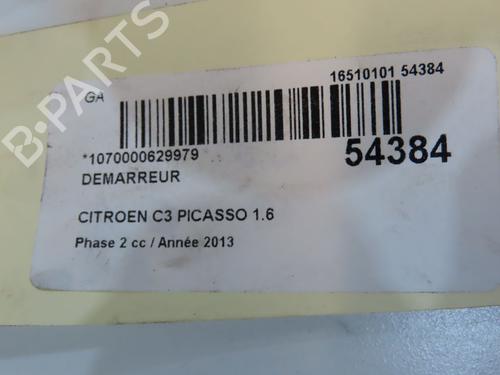 GA
16510101 54384
*1070000629979
54384
DEMARREUR
CITROEN C3 PICASSO 1.6
Phase 2 cc / Année 2013
B-PARTS